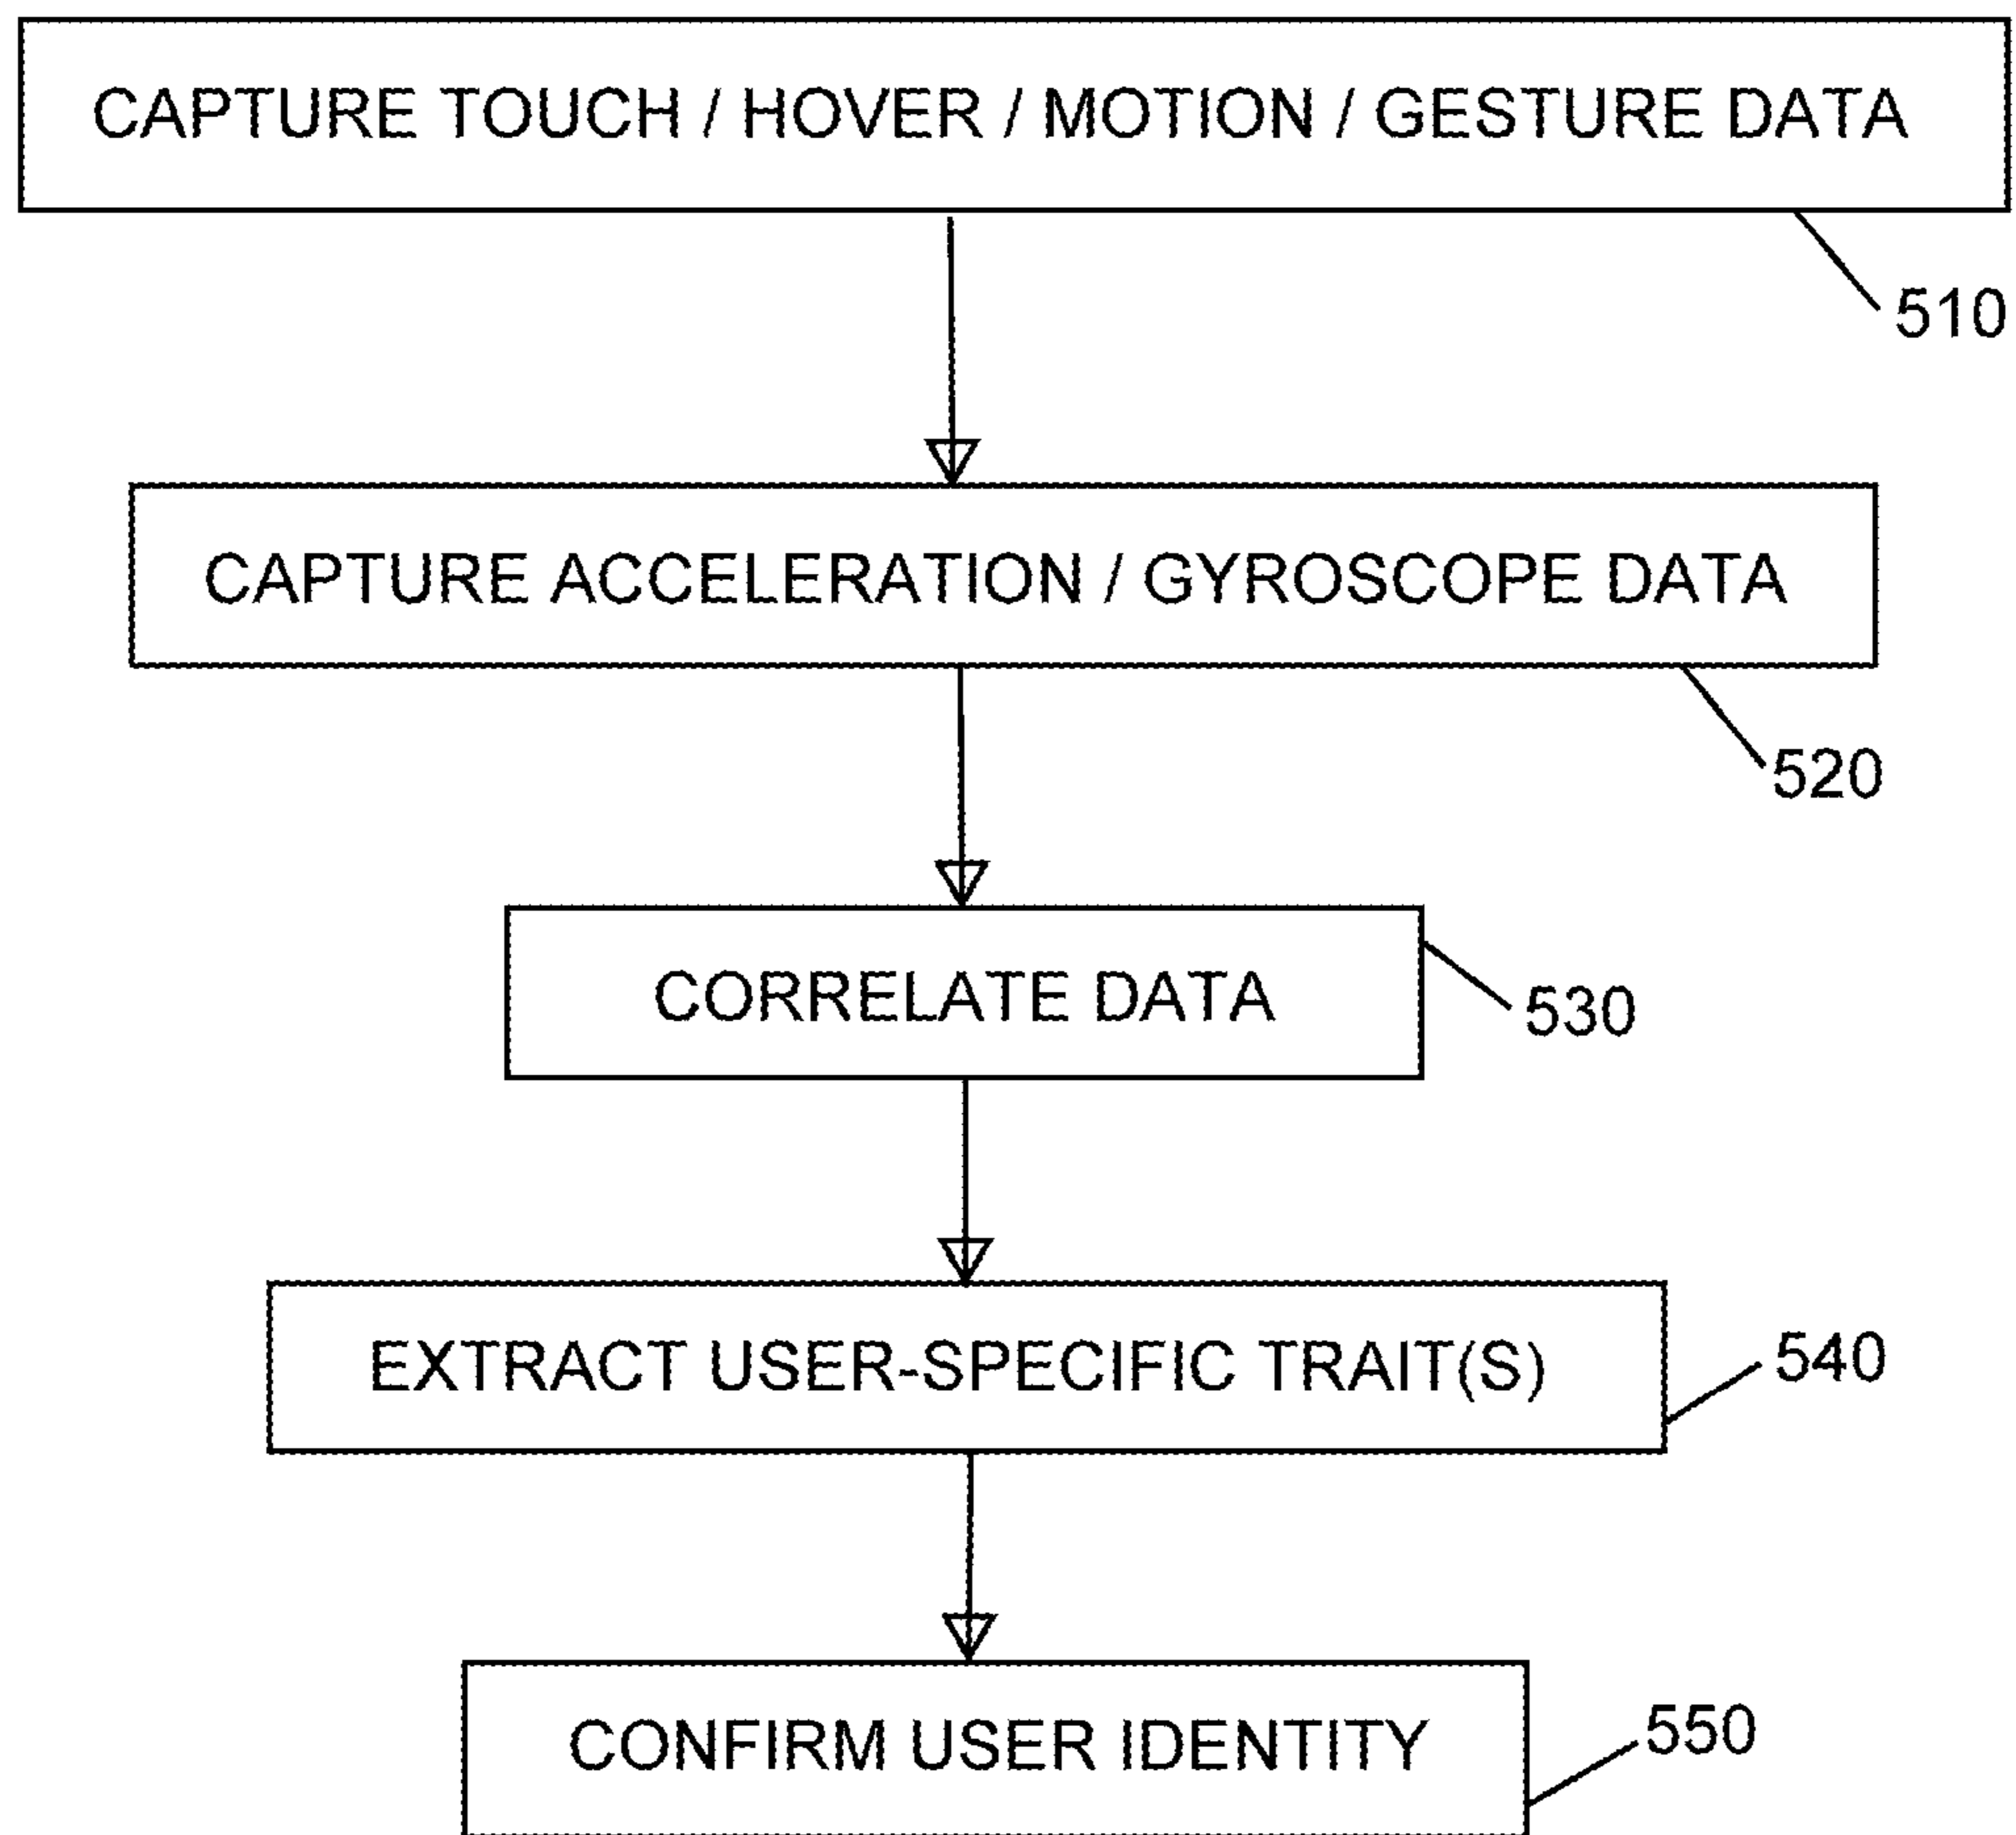 CAPTURE TOUCH / HOVER / MOTION / GESTURE DATA
510
CAPTURE ACCELERATION / GYROSCOPE DATA
520
CORRELATE DATA
530
EXTRACT USER-SPECIFIC TRAIT(S)
540
CONFIRM USER IDENTITY
550